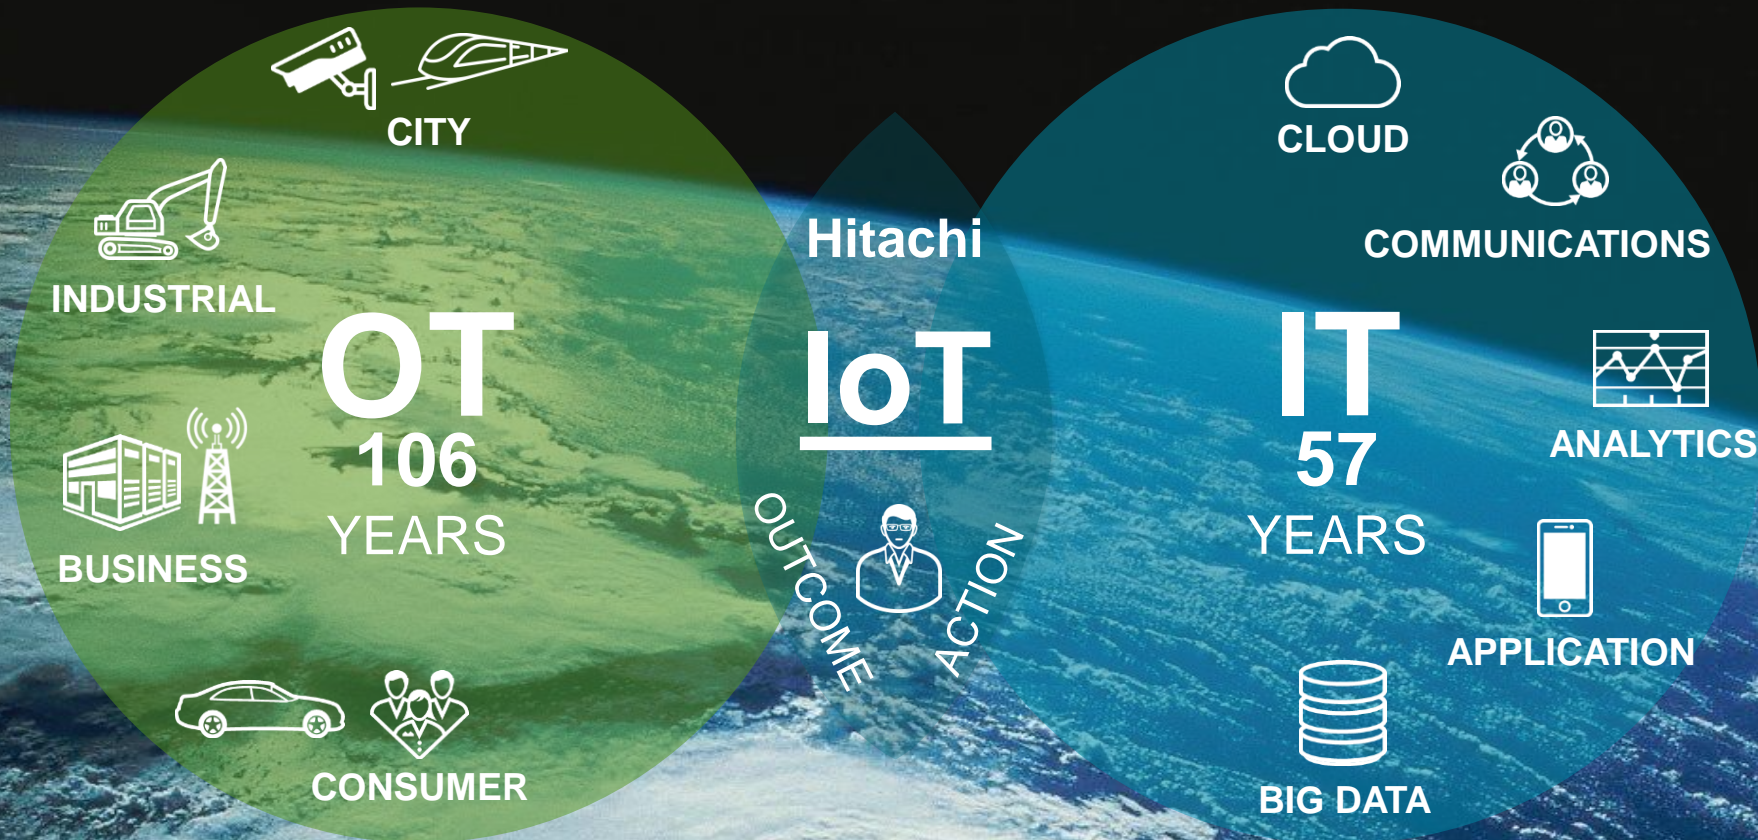 CITY
INDUSTRIAL
OT
106
YEARS
BUSINESS
CONSUMER
Hitachi
IoT
OUTCOME
ACTION
CLOUD
COMMUNICATIONS
IT
57
YEARS
ANALYTICS
APPLICATION
BIG DATA